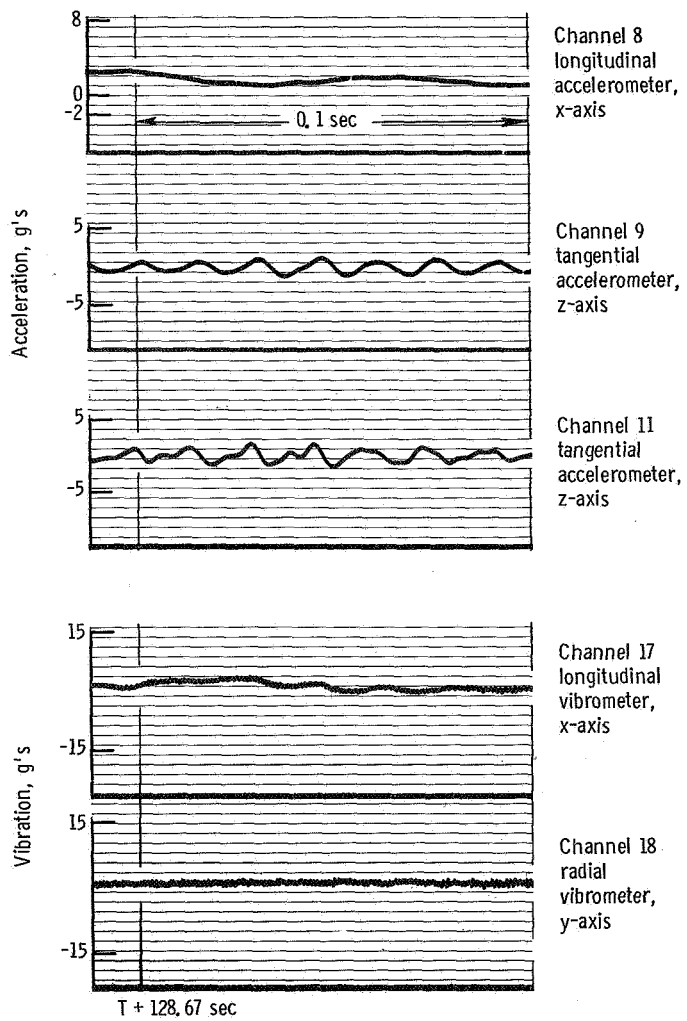 8
0
-2
0.1 sec
Channel 8
longitudinal
accelerometer,
x-axis
Acceleration, g's
5
-5
Channel 9
tangential
accelerometer,
z-axis
5
-5
Channel 11
tangential
accelerometer,
z-axis
Vibration, g's
15
-15
Channel 17
longitudinal
vibrometer,
x-axis
15
-15
Channel 18
radial
vibrometer,
y-axis
T + 128.67 sec